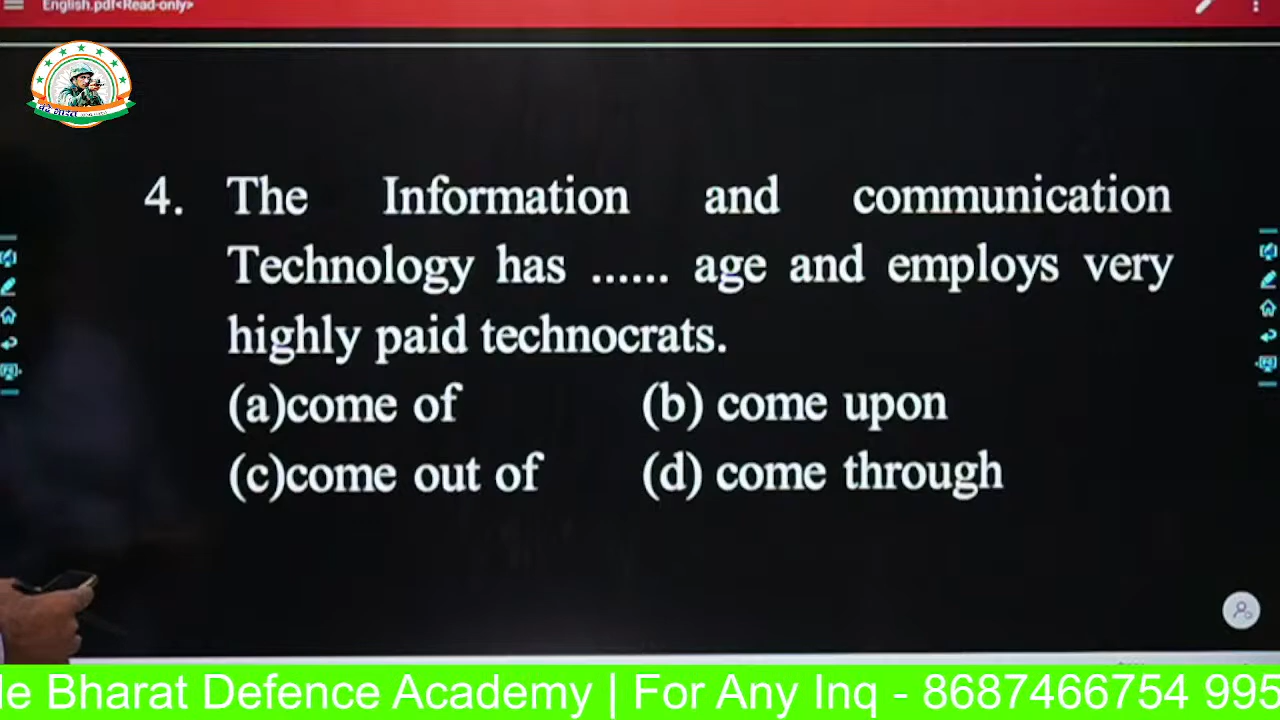 English.pdf<Read-only>
4. The Information and communication
Technology has ...... age and employs very
highly paid technocrats.
(a)come of (b) come upon
(c)come out of (d) come through
le Bharat Defence Academy | For Any Inq - 8687466754 995